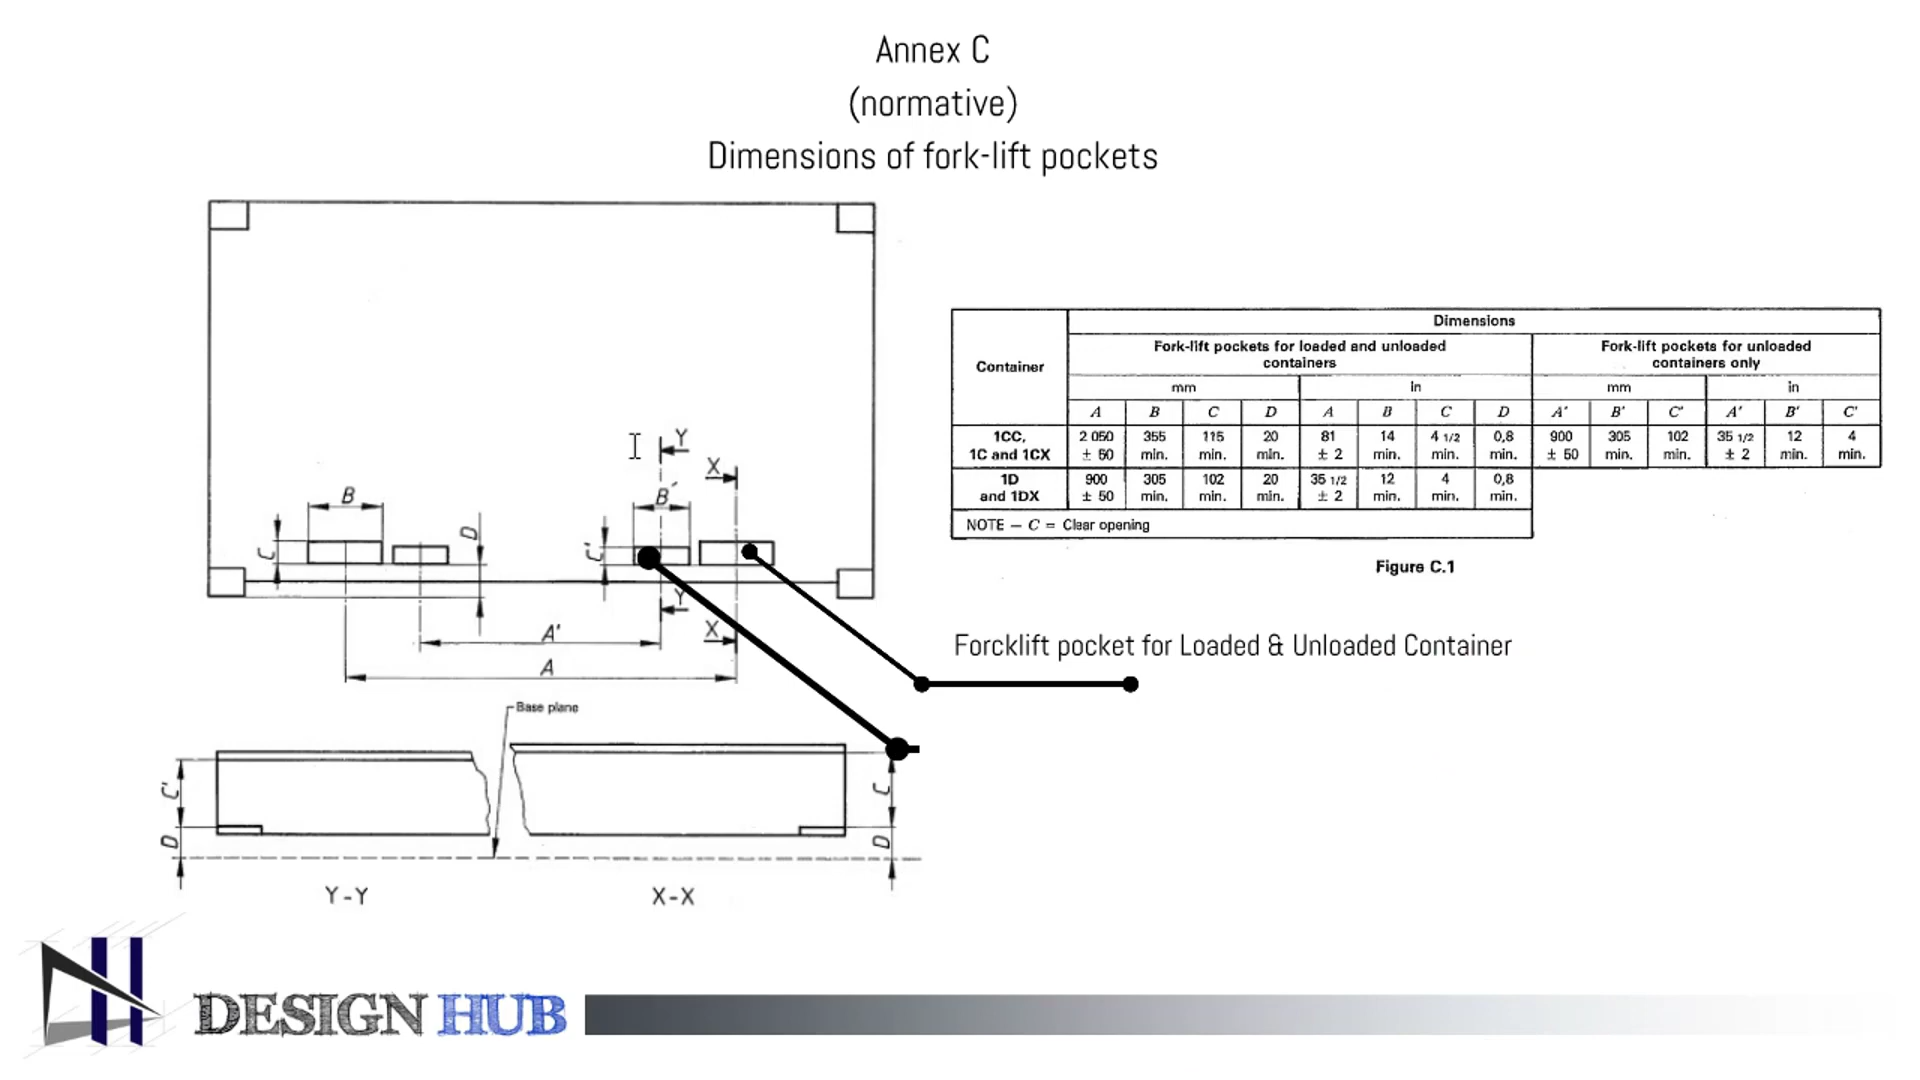 Annex C
(normative)
Dimensions of fork-lift pockets
Y
X
B
B′
D
C
C'
Y
X
A'
A
Base plane
C'
D
C
D
Y-Y
X-X
Dimensions
Container
Fork-lift pockets for loaded and unloaded containers
Fork-lift pockets for unloaded containers only
mm in mm in
A B C D A B C D A' B' C' A' B' C'
1CC, 1C and 1CX 2 050 ± 50 355 min. 115 min. 20 min. 81 ± 2 14 min. 4 1/2 min. 0,8 min. 900 ± 50 305 min. 102 min. 35 1/2 ± 2 12 min. 4 min.
1D and 1DX 900 ± 50 305 min. 102 min. 20 min. 35 1/2 ± 2 12 min. 4 min. 0,8 min.
NOTE — C = Clear opening
Figure C.1
Forcklift pocket for Loaded & Unloaded Container
DESIGN HUB